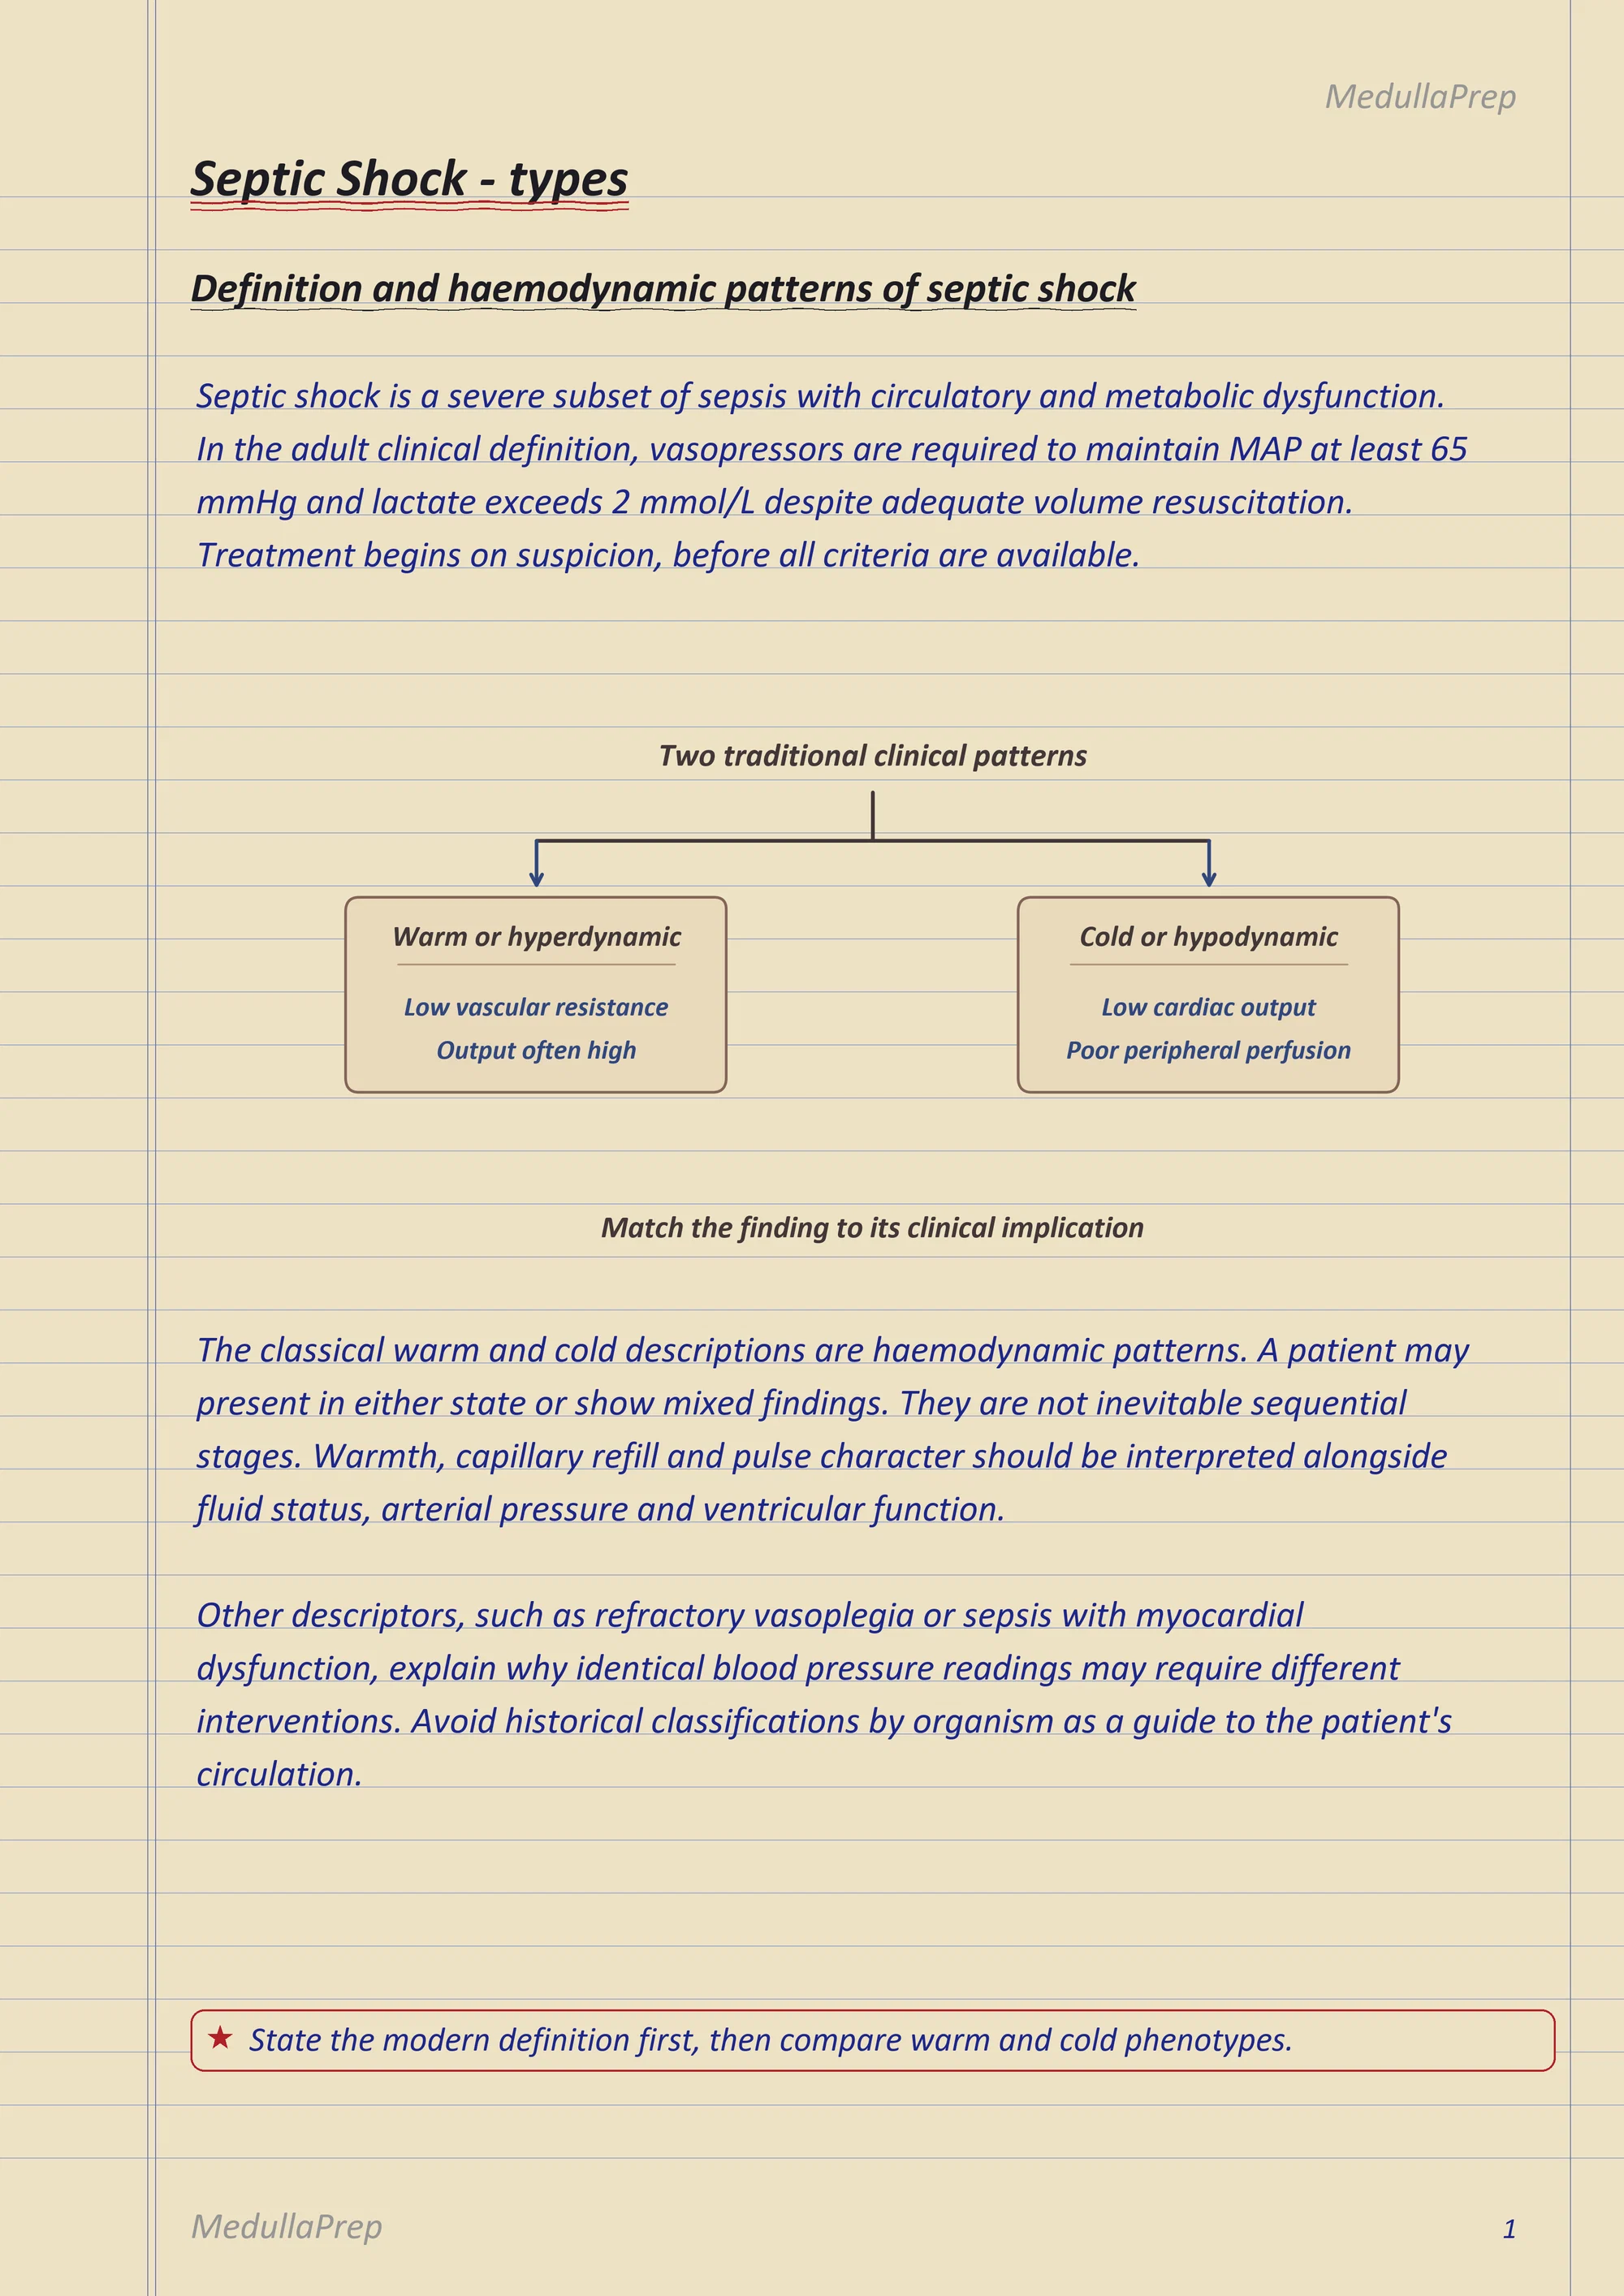 MedullaPrep
Septic Shock - types
Definition and haemodynamic patterns of septic shock
Septic shock is a severe subset of sepsis with circulatory and metabolic dysfunction.
In the adult clinical definition, vasopressors are required to maintain MAP at least 65
mmHg and lactate exceeds 2 mmol/L despite adequate volume resuscitation.
Treatment begins on suspicion, before all criteria are available.
Two traditional clinical patterns
Warm or hyperdynamic
Low vascular resistance
Output often high
Cold or hypodynamic
Low cardiac output
Poor peripheral perfusion
Match the finding to its clinical implication
The classical warm and cold descriptions are haemodynamic patterns. A patient may
present in either state or show mixed findings. They are not inevitable sequential
stages. Warmth, capillary refill and pulse character should be interpreted alongside
fluid status, arterial pressure and ventricular function.
Other descriptors, such as refractory vasoplegia or sepsis with myocardial
dysfunction, explain why identical blood pressure readings may require different
interventions. Avoid historical classifications by organism as a guide to the patient's
circulation.
★ State the modern definition first, then compare warm and cold phenotypes.
MedullaPrep
1